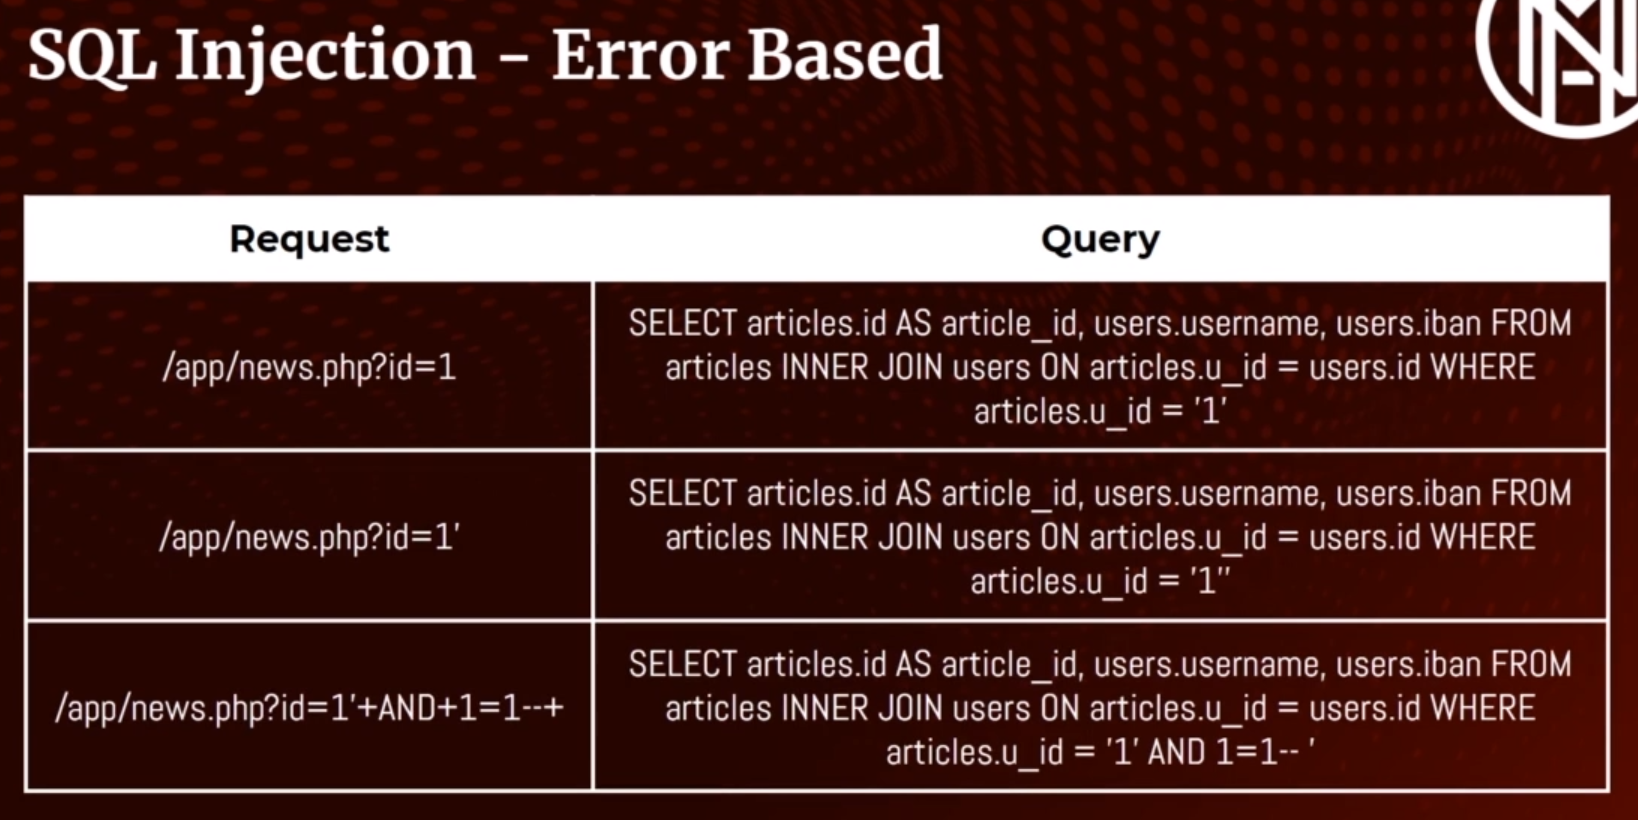 SQL Injection - Error Based
Request
Query
/app/news.php?id=1
SELECT articles.id AS article_id, users.username, users.iban FROM
articles INNER JOIN users ON articles.u_id = users.id WHERE
articles.u_id = '1'
/app/news.php?id=1'
SELECT articles.id AS article_id, users.username, users.iban FROM
articles INNER JOIN users ON articles.u_id = users.id WHERE
articles.u_id = '1''
/app/news.php?id=1'+AND+1=1--+
SELECT articles.id AS article_id, users.username, users.iban FROM
articles INNER JOIN users ON articles.u_id = users.id WHERE
articles.u_id = '1' AND 1=1-- '